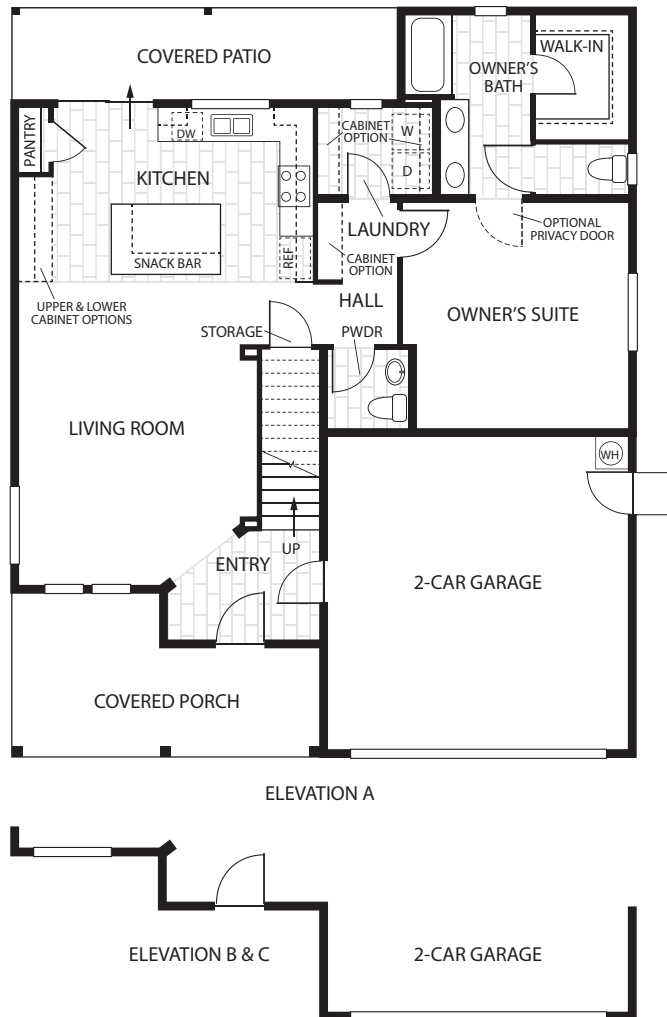 COVERED PATIO
WALK-IN
OWNER'S
BATH
PANTRY
DW
CABINET
OPTION
W
D
KITCHEN
LAUNDRY
OPTIONAL
PRIVACY DOOR
SNACK BAR
REF
CABINET
OPTION
UPPER & LOWER
CABINET OPTIONS
HALL
OWNER'S SUITE
STORAGE
PWDR
LIVING ROOM
WH
UP
ENTRY
2-CAR GARAGE
COVERED PORCH
ELEVATION A
ELEVATION B & C
2-CAR GARAGE